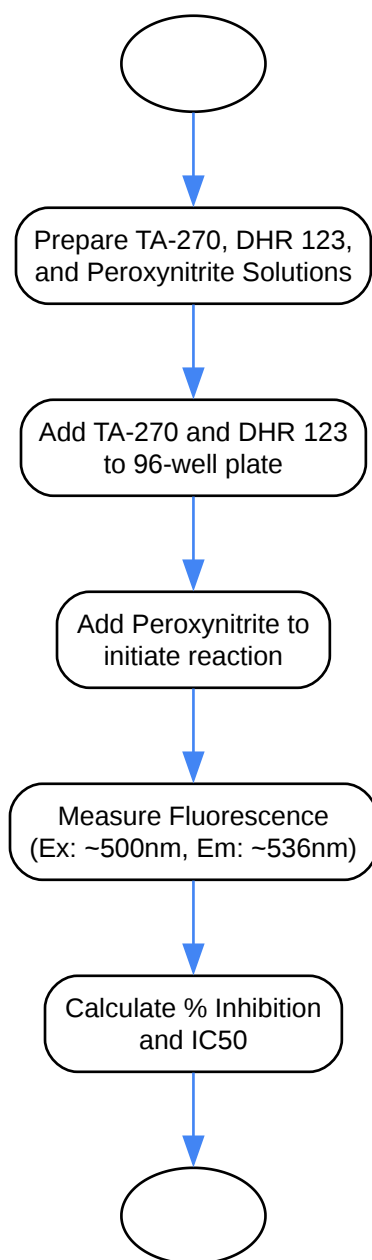 Prepare TA-270, DHR 123,
and Peroxynitrite Solutions
Add TA-270 and DHR 123
to 96-well plate
Add Peroxynitrite to
initiate reaction
Measure Fluorescence
(Ex: ~500nm, Em: ~536nm)
Calculate % Inhibition
and IC50